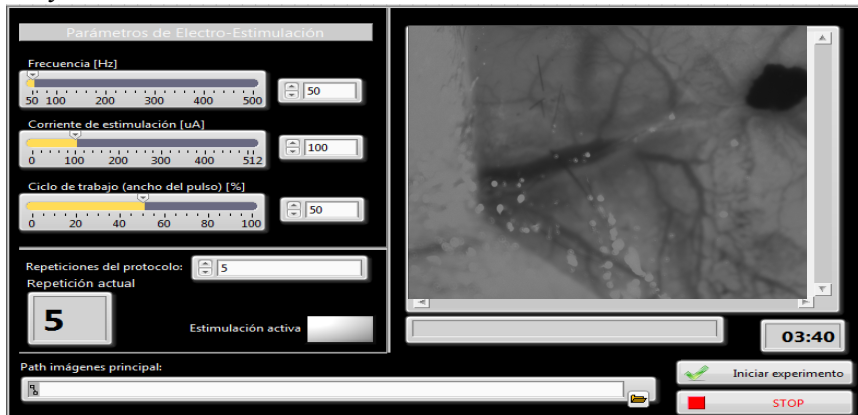 Parámetros de Electro-Estimulación
Frecuencia [Hz]
50 100 200 300 400 500
50
Corriente de estimulación [uA]
0 100 200 300 400 512
100
Ciclo de trabajo (ancho del pulso) [%]
0 20 40 60 80 100
50
Repeticiones del protocolo: 5
Repetición actual
5
Estimulación activa
03:40
Path imágenes principal:
Iniciar experimento
STOP